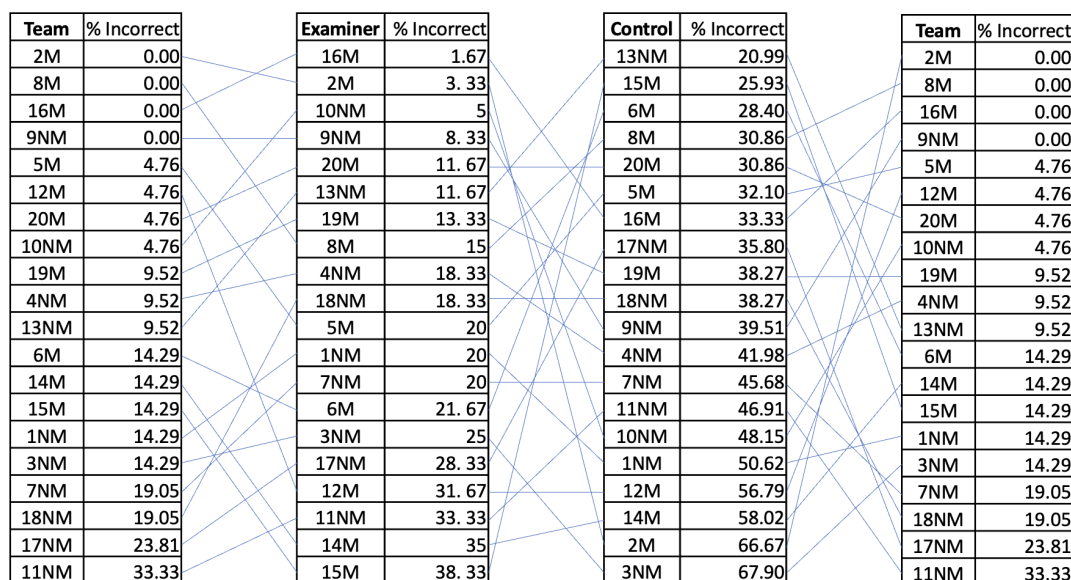 Team % Incorrect Examiner % Incorrect Control % Incorrect Team % Incorrect
2M 0.00 16M 1.67 13NM 20.99 2M 0.00
8M 0.00 2M 3. 33 15M 25.93 8M 0.00
16M 0.00 10NM 5 6M 28.40 16M 0.00
9NM 0.00 9NM 8. 33 8M 30.86 9NM 0.00
5M 4.76 20M 11. 67 20M 30.86 5M 4.76
12M 4.76 13NM 11. 67 5M 32.10 12M 4.76
20M 4.76 19M 13. 33 16M 33.33 20M 4.76
10NM 4.76 8M 15 17NM 35.80 10NM 4.76
19M 9.52 4NM 18. 33 19M 38.27 19M 9.52
4NM 9.52 18NM 18. 33 18NM 38.27 4NM 9.52
13NM 9.52 5M 20 9NM 39.51 13NM 9.52
6M 14.29 1NM 20 4NM 41.98 6M 14.29
14M 14.29 7NM 20 7NM 45.68 14M 14.29
15M 14.29 6M 21. 67 11NM 46.91 15M 14.29
1NM 14.29 3NM 25 10NM 48.15 1NM 14.29
3NM 14.29 17NM 28. 33 1NM 50.62 3NM 14.29
7NM 19.05 12M 31. 67 12M 56.79 7NM 19.05
18NM 19.05 11NM 33. 33 14M 58.02 18NM 19.05
17NM 23.81 14M 35 2M 66.67 17NM 23.81
11NM 33.33 15M 38. 33 3NM 67.90 11NM 33.33